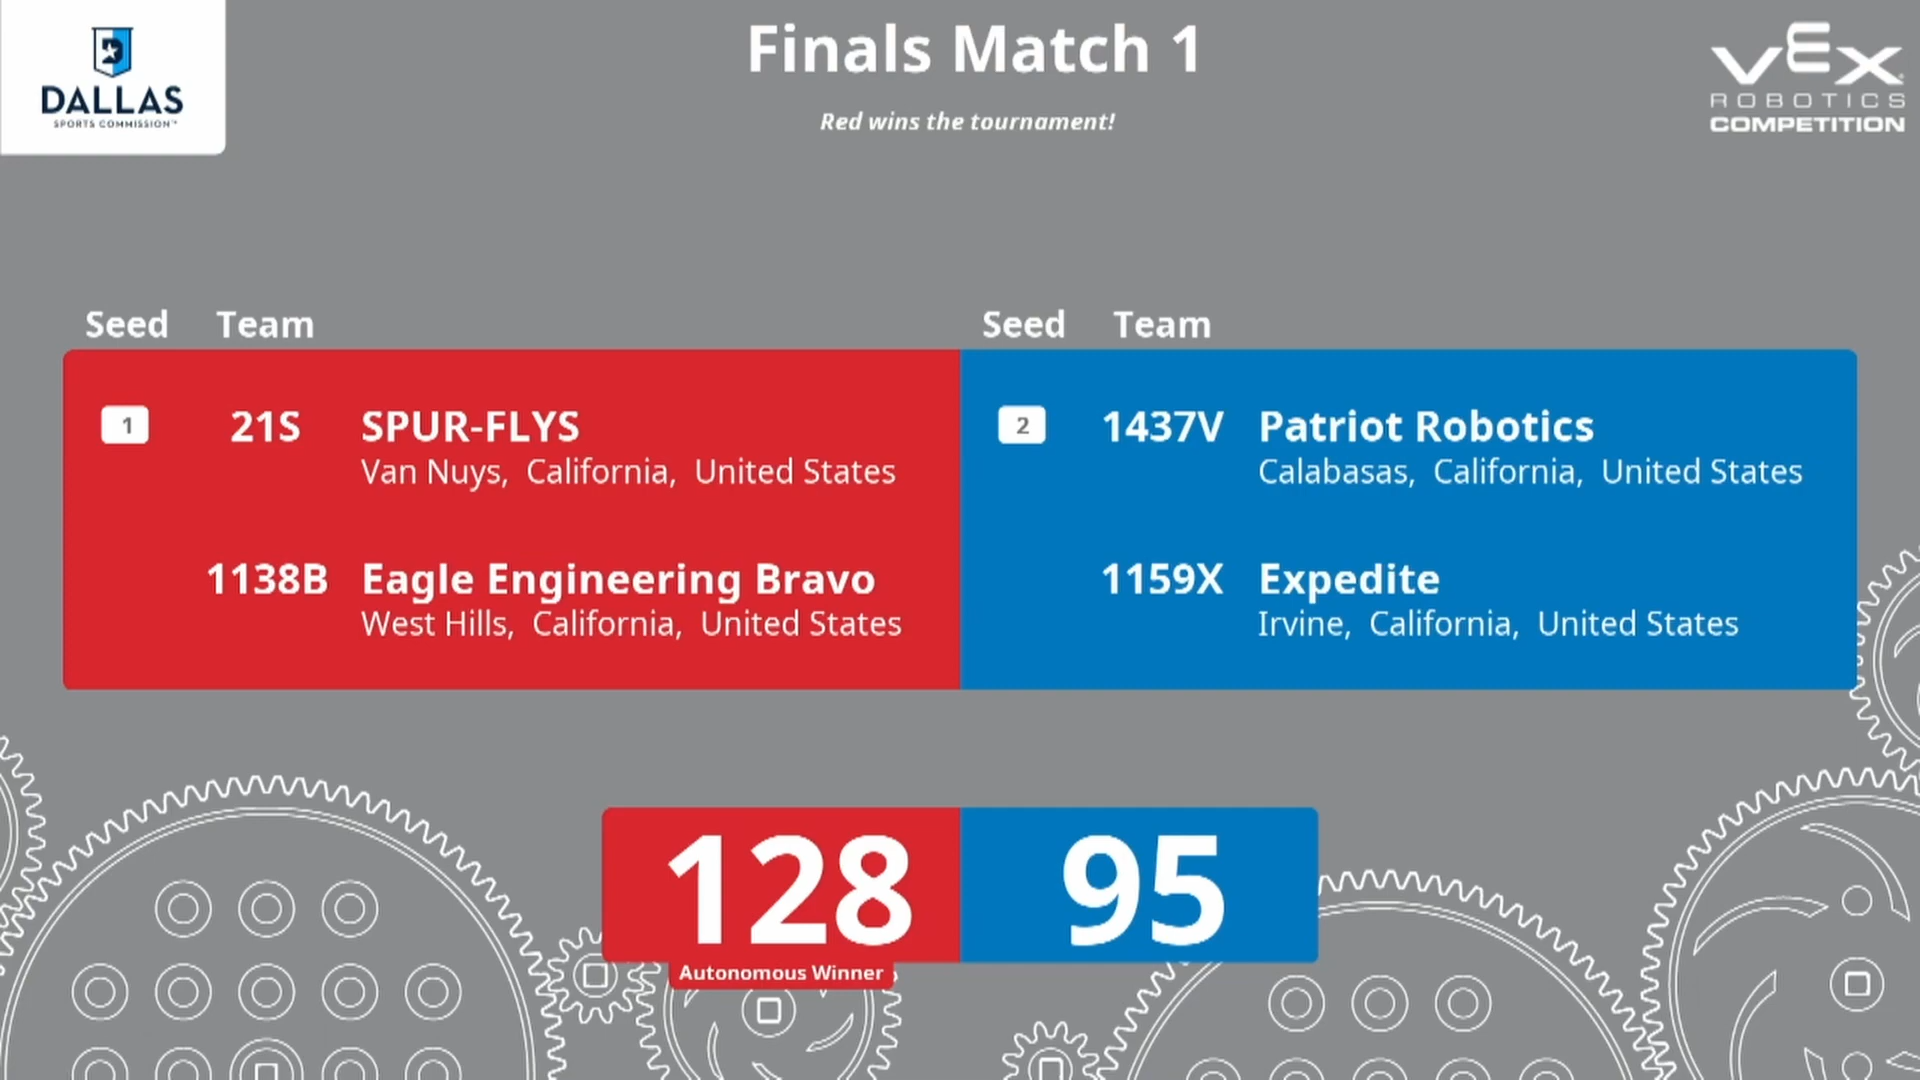 DALLAS
SPORTS COMMISSION™
Finals Match 1
Red wins the tournament!
VEX
ROBOTICS
COMPETITION
Seed Team
Seed Team
1 21S SPUR-FLYS
Van Nuys, California, United States
1138B Eagle Engineering Bravo
West Hills, California, United States
2 1437V Patriot Robotics
Calabasas, California, United States
1159X Expedite
Irvine, California, United States
128
95
Autonomous Winner